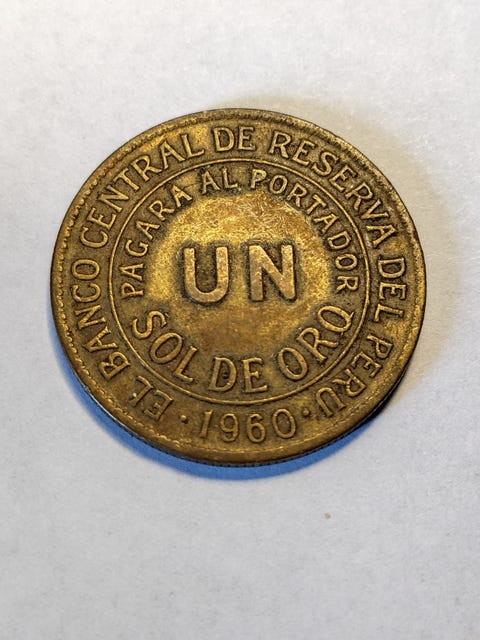 EL BANCO CENTRAL DE RESERVA DEL PERU
PAGARA AL PORTADOR
UN
SOL DE ORO
· 1960 ·